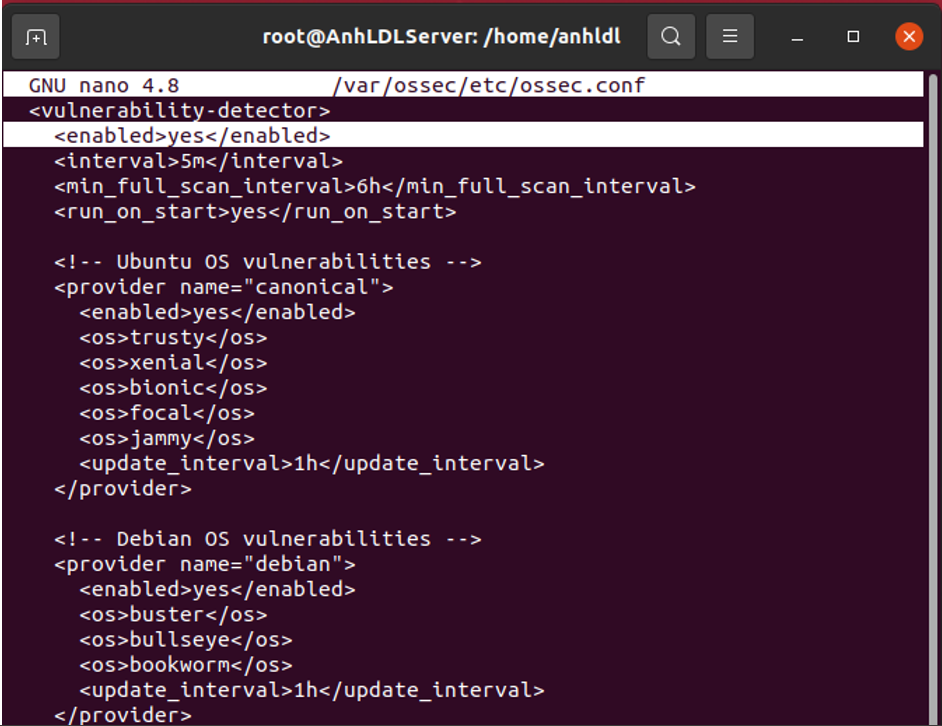 root@AnhLDLServer: /home/anhldl
GNU nano 4.8 /var/ossec/etc/ossec.conf
<vulnerability-detector>
<enabled>yes</enabled>
<interval>5m</interval>
<min_full_scan_interval>6h</min_full_scan_interval>
<run_on_start>yes</run_on_start>
<!-- Ubuntu OS vulnerabilities -->
<provider name="canonical">
<enabled>yes</enabled>
<os>trusty</os>
<os>xenial</os>
<os>bionic</os>
<os>focal</os>
<os>jammy</os>
<update_interval>1h</update_interval>
</provider>
<!-- Debian OS vulnerabilities -->
<provider name="debian">
<enabled>yes</enabled>
<os>buster</os>
<os>bullseye</os>
<os>bookworm</os>
<update_interval>1h</update_interval>
</provider>